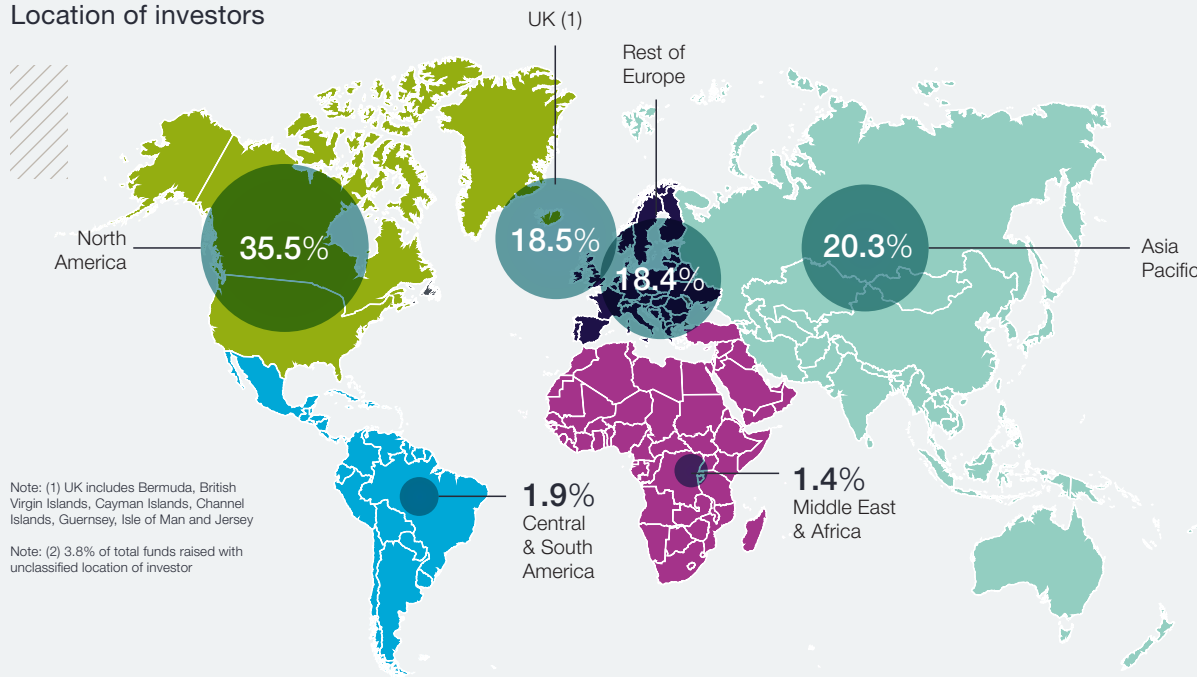 Location of investors
UK (1)
Rest of
Europe
North
America
35.5%
18.5%
18.4%
20.3%
Asia
Pacific
1.9%
Central
& South
America
1.4%
Middle East
& Africa
Note: (1) UK includes Bermuda, British
Virgin Islands, Cayman Islands, Channel
Islands, Guernsey, Isle of Man and Jersey
Note: (2) 3.8% of total funds raised with
unclassified location of investor